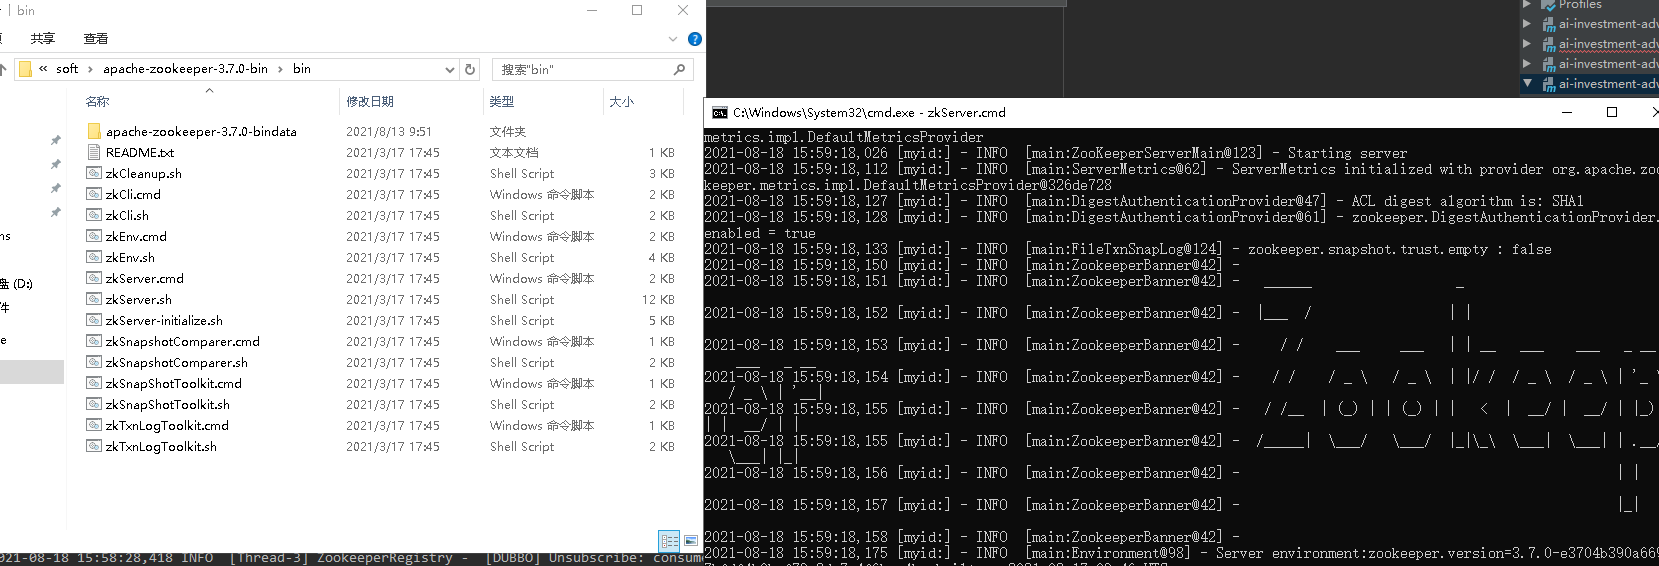 bin
共享
查看
soft
apache-zookeeper-3.7.0-bin
bin
搜索"bin"
名称
修改日期
类型
大小
apache-zookeeper-3.7.0-bindata 2021/8/13 9:51 文件夹
README.txt 2021/3/17 17:45 文本文档 1 KB
zkCleanup.sh 2021/3/17 17:45 Shell Script 3 KB
zkCli.cmd 2021/3/17 17:45 Windows 命令脚本 2 KB
zkCli.sh 2021/3/17 17:45 Shell Script 2 KB
zkEnv.cmd 2021/3/17 17:45 Windows 命令脚本 2 KB
zkEnv.sh 2021/3/17 17:45 Shell Script 4 KB
zkServer.cmd 2021/3/17 17:45 Windows 命令脚本 2 KB
zkServer.sh 2021/3/17 17:45 Shell Script 12 KB
zkServer-initialize.sh 2021/3/17 17:45 Shell Script 5 KB
zkSnapshotComparer.cmd 2021/3/17 17:45 Windows 命令脚本 1 KB
zkSnapshotComparer.sh 2021/3/17 17:45 Shell Script 2 KB
zkSnapShotToolkit.cmd 2021/3/17 17:45 Windows 命令脚本 1 KB
zkSnapShotToolkit.sh 2021/3/17 17:45 Shell Script 2 KB
zkTxnLogToolkit.cmd 2021/3/17 17:45 Windows 命令脚本 1 KB
zkTxnLogToolkit.sh 2021/3/17 17:45 Shell Script 2 KB
盘 (D:)
件
Profiles
ai-investment-adv
ai-investment-adv
ai-investment-adv
ai-investment-adv
C:\Windows\System32\cmd.exe - zkServer.cmd
metrics.impl.DefaultMetricsProvider
2021-08-18 15:59:18,026 [myid:] - INFO [main:ZooKeeperServerMain@123] - Starting server
2021-08-18 15:59:18,112 [myid:] - INFO [main:ServerMetrics@62] - ServerMetrics initialized with provider org.apache.zoo
keeper.metrics.impl.DefaultMetricsProvider@326de728
2021-08-18 15:59:18,127 [myid:] - INFO [main:DigestAuthenticationProvider@47] - ACL digest algorithm is: SHA1
2021-08-18 15:59:18,128 [myid:] - INFO [main:DigestAuthenticationProvider@61] - zookeeper.DigestAuthenticationProvider.
enabled = true
2021-08-18 15:59:18,133 [myid:] - INFO [main:FileTxnSnapLog@124] - zookeeper.snapshot.trust.empty : false
2021-08-18 15:59:18,150 [myid:] - INFO [main:ZookeeperBanner@42] -
2021-08-18 15:59:18,151 [myid:] - INFO [main:ZookeeperBanner@42] -
2021-08-18 15:59:18,152 [myid:] - INFO [main:ZookeeperBanner@42] -
2021-08-18 15:59:18,153 [myid:] - INFO [main:ZookeeperBanner@42] -
2021-08-18 15:59:18,154 [myid:] - INFO [main:ZookeeperBanner@42] -
2021-08-18 15:59:18,155 [myid:] - INFO [main:ZookeeperBanner@42] -
2021-08-18 15:59:18,155 [myid:] - INFO [main:ZookeeperBanner@42] -
2021-08-18 15:59:18,156 [myid:] - INFO [main:ZookeeperBanner@42] -
2021-08-18 15:59:18,157 [myid:] - INFO [main:ZookeeperBanner@42] -
2021-08-18 15:59:18,158 [myid:] - INFO [main:ZookeeperBanner@42] -
2021-08-18 15:59:18,175 [myid:] - INFO [main:Environment@98] - Server environment:zookeeper.version=3.7.0-e3704b390a669
021-08-18 15:58:28,418 INFO [Thread-3] ZookeeperRegistry - [DUBBO] Unsubscribe: consum